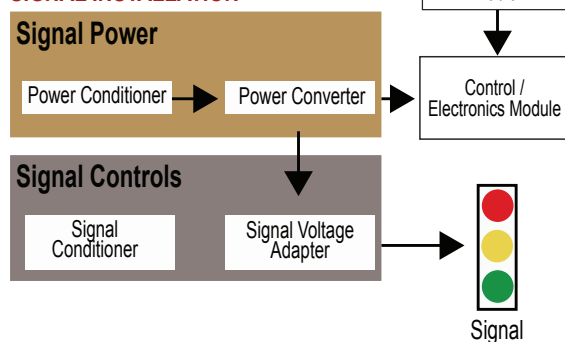 Signal Power
Power Conditioner
Power Converter
Control /
Electronics Module
Signal Controls
Signal
Conditioner
Signal Voltage
Adapter
Signal